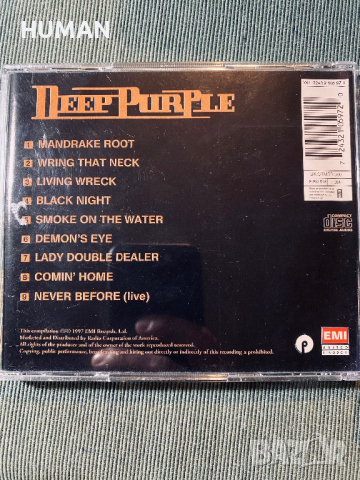 HUMAN
DEEP PURPLE
1 MANDRAKE ROOT
2 WRING THAT NECK
3 LIVING WRECK
4 BLACK NIGHT
5 SMOKE ON THE WATER
6 DEMON'S EYE
7 LADY DOUBLE DEALER
8 COMIN' HOME
9 NEVER BEFORE (live)
COMPACT
disc
DIGITAL AUDIO
This compilation ℗© 1997 EMI Records, Ltd.
Marketed and Distributed by Radio Corporation of America.
All rights of the producer and of the owner of the work reproduced reserved.
Copying, public performance, broadcasting and hiring out directly or indirectly of this recording is prohibited.
P
EMI
BAZAR